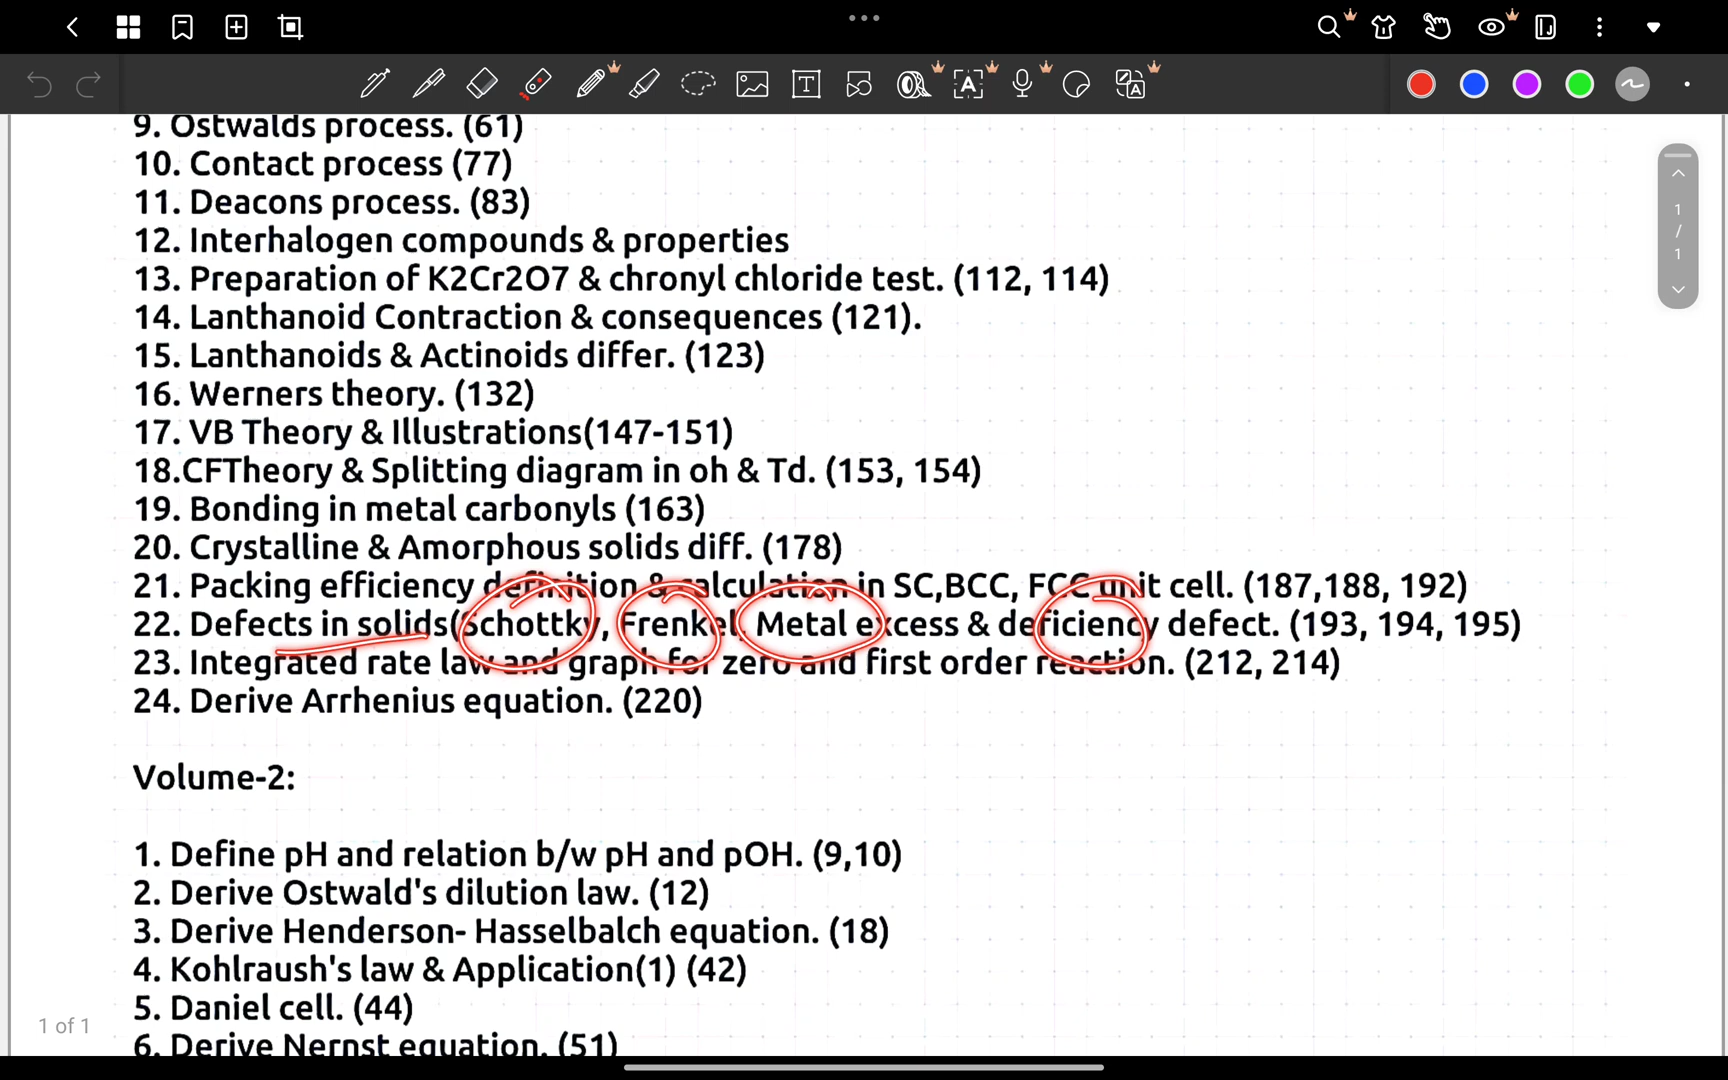 9. Ostwalds process. (61)
10. Contact process (77)
11. Deacons process. (83)
12. Interhalogen compounds & properties
13. Preparation of K2Cr2O7 & chronyl chloride test. (112, 114)
14. Lanthanoid Contraction & consequences (121).
15. Lanthanoids & Actinoids differ. (123)
16. Werners theory. (132)
17. VB Theory & Illustrations(147-151)
18.CFTheory & Splitting diagram in oh & Td. (153, 154)
19. Bonding in metal carbonyls (163)
20. Crystalline & Amorphous solids diff. (178)
21. Packing efficiency definition & calculation in SC,BCC, FCC unit cell. (187,188, 192)
22. Defects in solids(Schottky, Frenkel, Metal excess & deficiency defect. (193, 194, 195)
23. Integrated rate law and graph for zero and first order reaction. (212, 214)
24. Derive Arrhenius equation. (220)
Volume-2:
1. Define pH and relation b/w pH and pOH. (9,10)
2. Derive Ostwald's dilution law. (12)
3. Derive Henderson- Hasselbalch equation. (18)
4. Kohlraush's law & Application(1) (42)
5. Daniel cell. (44)
6. Derive Nernst equation. (51)
1 of 1
1
/
1